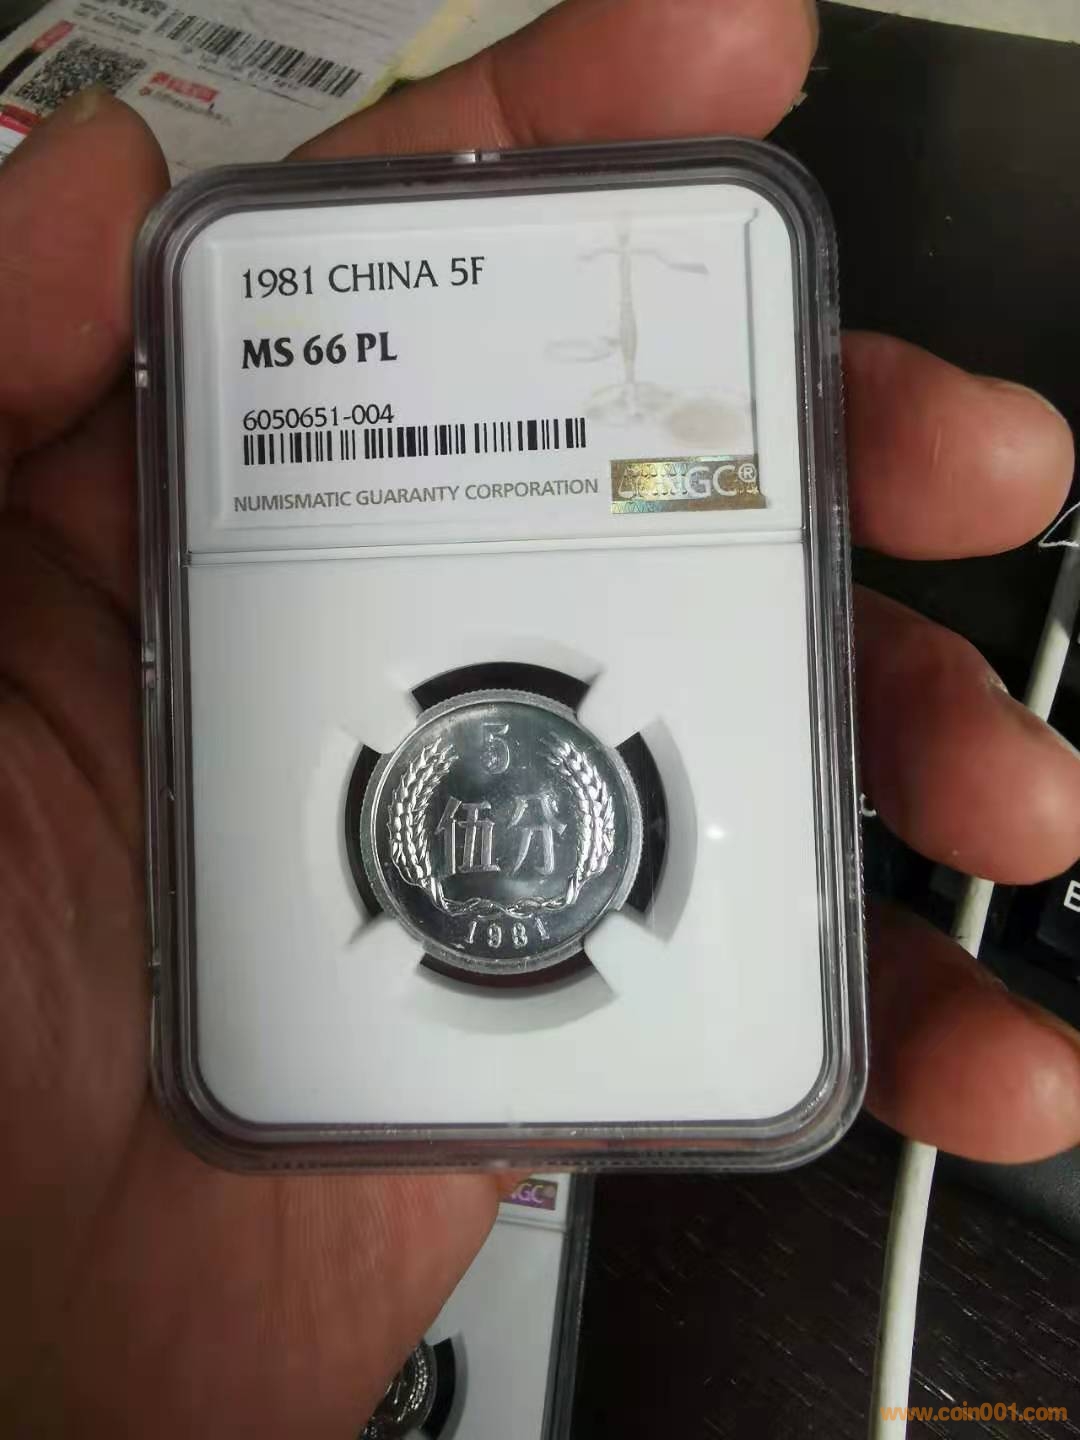 1981 CHINA 5F
MS 66 PL
6050651-004
NUMISMATIC GUARANTY CORPORATION
NGC®
5
伍分
1981
NGC®
www.coin001.com